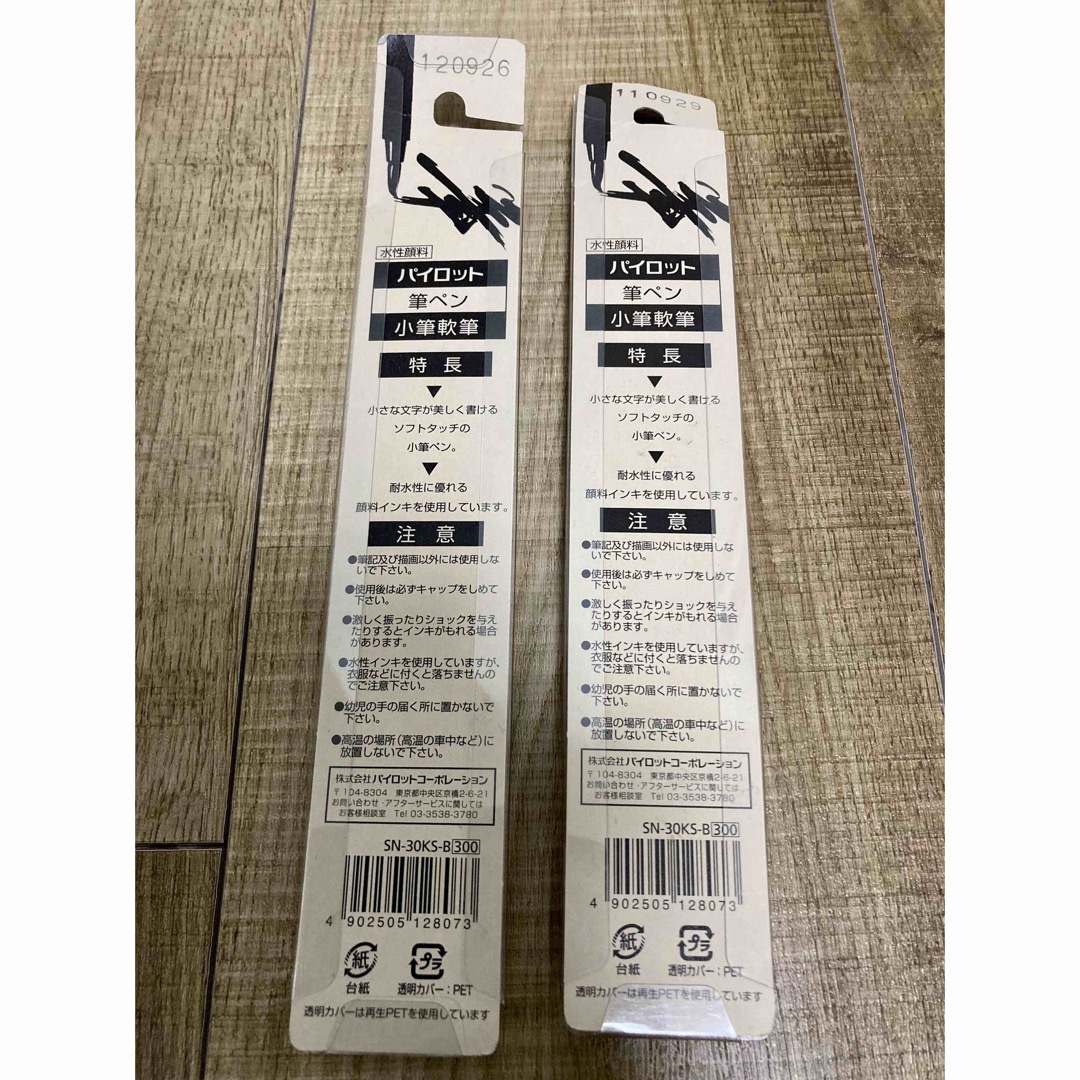 120926
筆
水性顔料
パイロット
筆ペン
小筆軟筆
特長
▼
小さな文字が美しく書ける
ソフトタッチの
小筆ペン。
▼
耐水性に優れる
顔料インキを使用しています。
注意
●筆記及び描画以外には使用しな
いで下さい。
●使用後は必ずキャップをしめて
下さい。
●激しく振ったりショックを与え
たりするとインキがもれる場合
があります。
●水性インキを使用していますが、
衣服などに付くと落ちませんの
でご注意下さい。
●幼児の手の届く所に置かないで
下さい。
●高温の場所(高温の車中など)に
放置しないで下さい。
株式会社パイロットコーポレーション
〒104-8304 東京都中央区京橋2-6-21
お問い合わせ・アフターサービスに関しては
お客様相談室 Tel 03-3538-3780
SN-30KS-B 300
4 902505 128073
紙 プラ
台紙 透明カバー:PET
透明カバーは再生PETを使用しています
110929
筆
水性顔料
パイロット
筆ペン
小筆軟筆
特長
▼
小さな文字が美しく書ける
ソフトタッチの
小筆ペン。
▼
耐水性に優れる
顔料インキを使用しています。
注意
●筆記及び描画以外には使用しな
いで下さい。
●使用後は必ずキャップをしめて
下さい。
●激しく振ったりショックを与え
たりするとインキがもれる場合
があります。
●水性インキを使用していますが、
衣服などに付くと落ちませんの
でご注意下さい。
●幼児の手の届く所に置かないで
下さい。
●高温の場所(高温の車中など)に
放置しないで下さい。
株式会社パイロットコーポレーション
〒104-8304 東京都中央区京橋2-6-21
お問い合わせ・アフターサービスに関しては
お客様相談室 Tel 03-3538-3780
SN-30KS-B 300
4 902505 128073
紙 プラ
台紙 透明カバー:PET
透明カバーは再生PETを使用しています